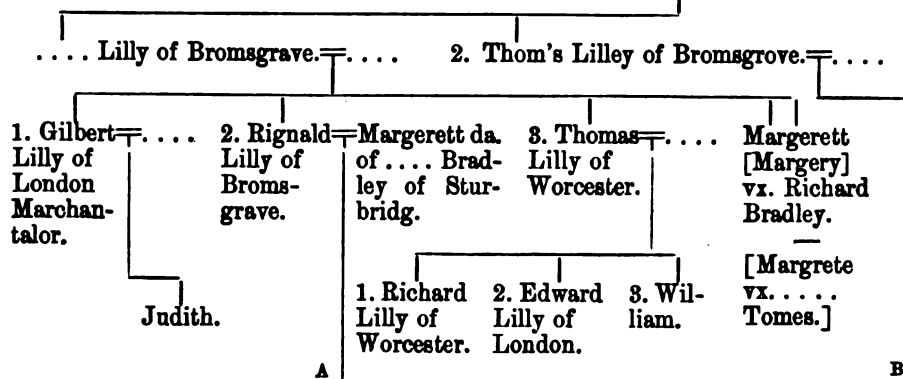 .... Lilly of Bromsgrave.=....
2. Thom's Lilley of Bromsgrove.=....
1. Gilbert=....
Lilly of
London
Marchan-
talor.
2. Rignald=Margerett da.
Lilly of
Broms-
grave.
of .... Brad-
ley of Stur-
bridg.
3. Thomas=....
Lilly of
Worcester.
Margerett
[Margery]
vx. Richard
Bradley.
—
[Margrete
vx.....
Tomes.]
Judith.
1. Richard
Lilly of
Worcester.
2. Edward
Lilly of
London.
3. Wil-
liam.
A
B